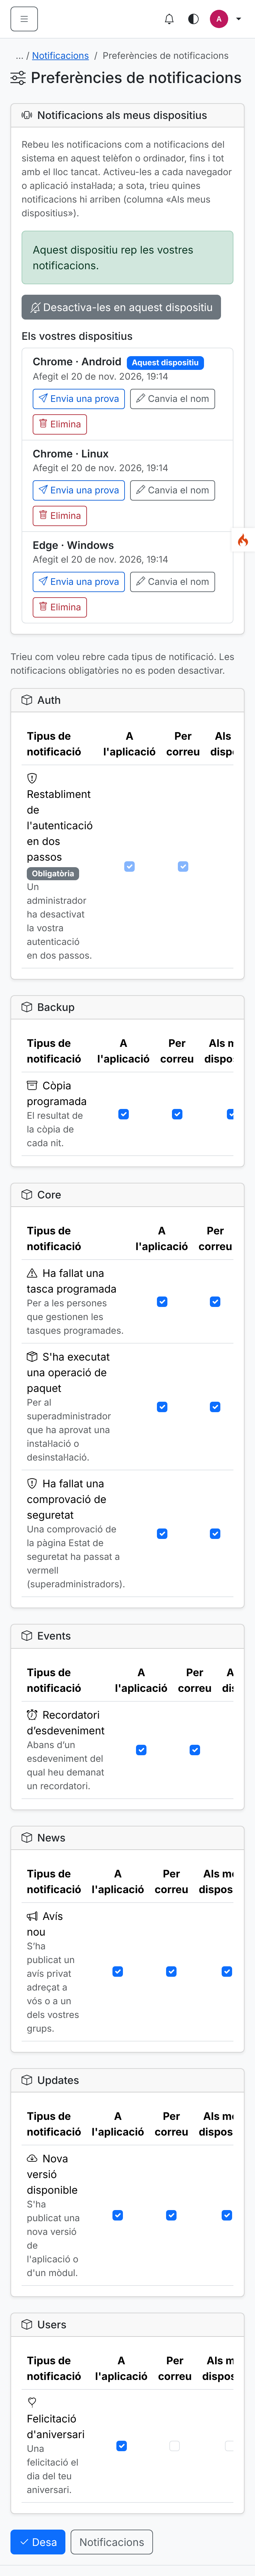 A
... / Notificacions / Preferències de notificacions
Preferències de notificacions
Notificacions als meus dispositius
Rebeu les notificacions com a notificacions del
sistema en aquest telèfon o ordinador, fins i tot
amb el lloc tancat. Activeu-les a cada navegador
o aplicació instal·lada; a sota, trieu quines
notificacions hi arriben (columna «Als meus
dispositius»).
Aquest dispositiu rep les vostres
notificacions.
Desactiva-les en aquest dispositiu
Els vostres dispositius
Chrome · Android Aquest dispositiu
Afegit el 20 de nov. 2026, 19:14
Envia una prova Canvia el nom
Elimina
Chrome · Linux
Afegit el 20 de nov. 2026, 19:14
Envia una prova Canvia el nom
Elimina
Edge · Windows
Afegit el 20 de nov. 2026, 19:14
Envia una prova Canvia el nom
Elimina
Trieu com voleu rebre cada tipus de notificació. Les
notificacions obligatòries no es poden desactivar.
Auth
Tipus de A Per Als
notificació l'aplicació correu dispo
Restabliment
de
l'autenticació
en dos
passos
Obligatòria
Un
administrador
ha desactivat
la vostra
autenticació
en dos passos.
Backup
Tipus de A Per Als m
notificació l'aplicació correu dispo
Còpia
programada
El resultat de
la còpia de
cada nit.
Core
Tipus de A Per
notificació l'aplicació correu
Ha fallat una
tasca programada
Per a les persones
que gestionen les
tasques programades.
S'ha executat
una operació de
paquet
Per al
superadministrador
que ha aprovat una
instal·lació o
desinstal·lació.
Ha fallat una
comprovació de
seguretat
Una comprovació de
la pàgina Estat de
seguretat ha passat a
vermell
(superadministradors).
Events
Tipus de A Per A
notificació l'aplicació correu dis
Recordatori
d'esdeveniment
Abans d'un
esdeveniment del
qual heu demanat
un recordatori.
News
Tipus de A Per Als me
notificació l'aplicació correu dispos
Avís
nou
S'ha
publicat un
avís privat
adreçat a
vós o a un
dels vostres
grups.
Updates
Tipus de A Per Als me
notificació l'aplicació correu dispos
Nova
versió
disponible
S'ha
publicat una
nova versió
de
l'aplicació o
d'un mòdul.
Users
Tipus de A Per Als m
notificació l'aplicació correu dispos
Felicitació
d'aniversari
Una
felicitació el
dia del teu
aniversari.
Desa Notificacions